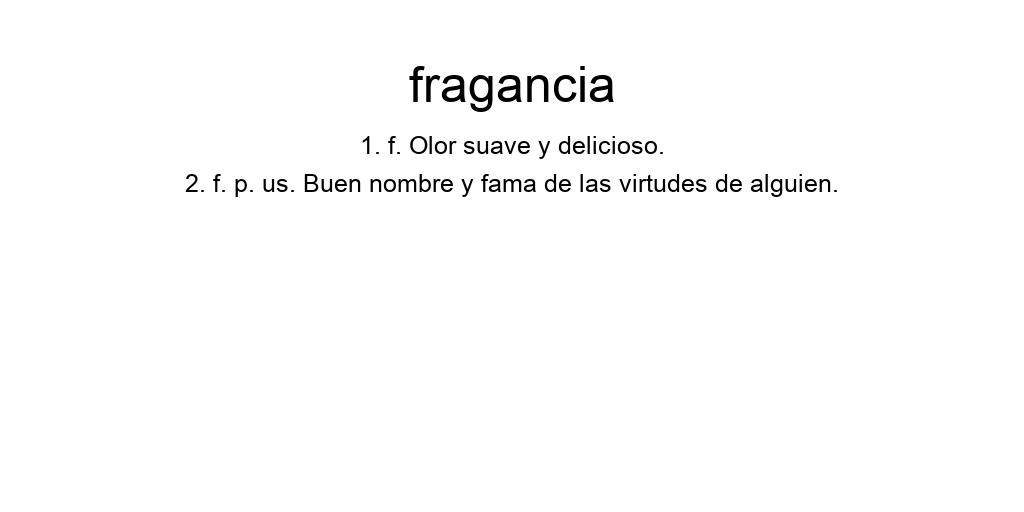 fragancia
1. f. Olor suave y delicioso.
2. f. p. us. Buen nombre y fama de las virtudes de alguien.